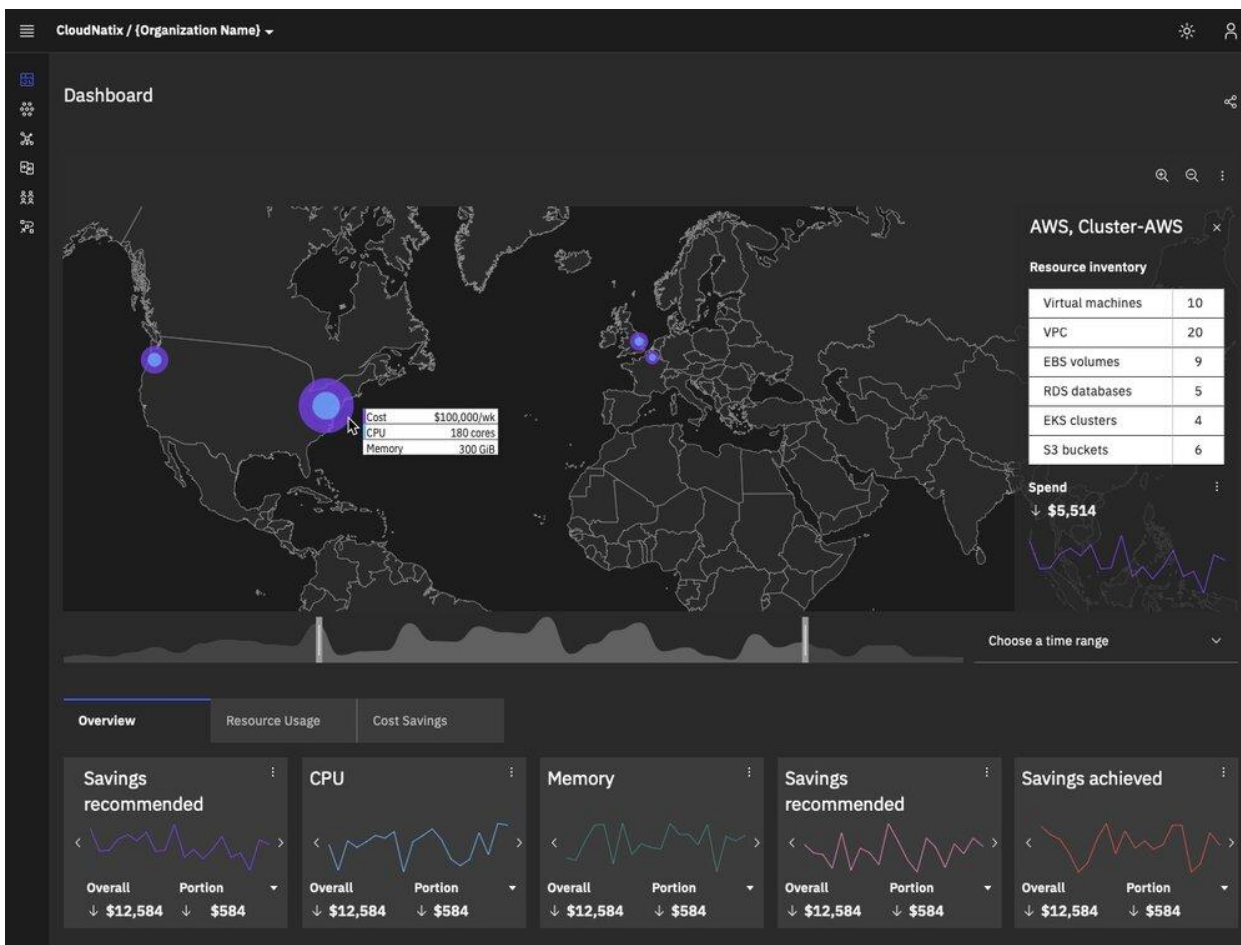 CloudNatix / {Organization Name}
Dashboard
AWS, Cluster-AWS
Resource inventory
Virtual machines 10
VPC 20
EBS volumes 9
RDS databases 5
EKS clusters 4
S3 buckets 6
Spend
↓ $5,514
Cost $100,000/wk
CPU 180 cores
Memory 300 GiB
Choose a time range
Overview Resource Usage Cost Savings
Savings
recommended
Overall Portion
↓ $12,584 ↓ $584
CPU
Overall Portion
↓ $12,584 ↓ $584
Memory
Overall Portion
↓ $12,584 ↓ $584
Savings
recommended
Overall Portion
↓ $12,584 ↓ $584
Savings achieved
Overall Portion
↓ $12,584 ↓ $584